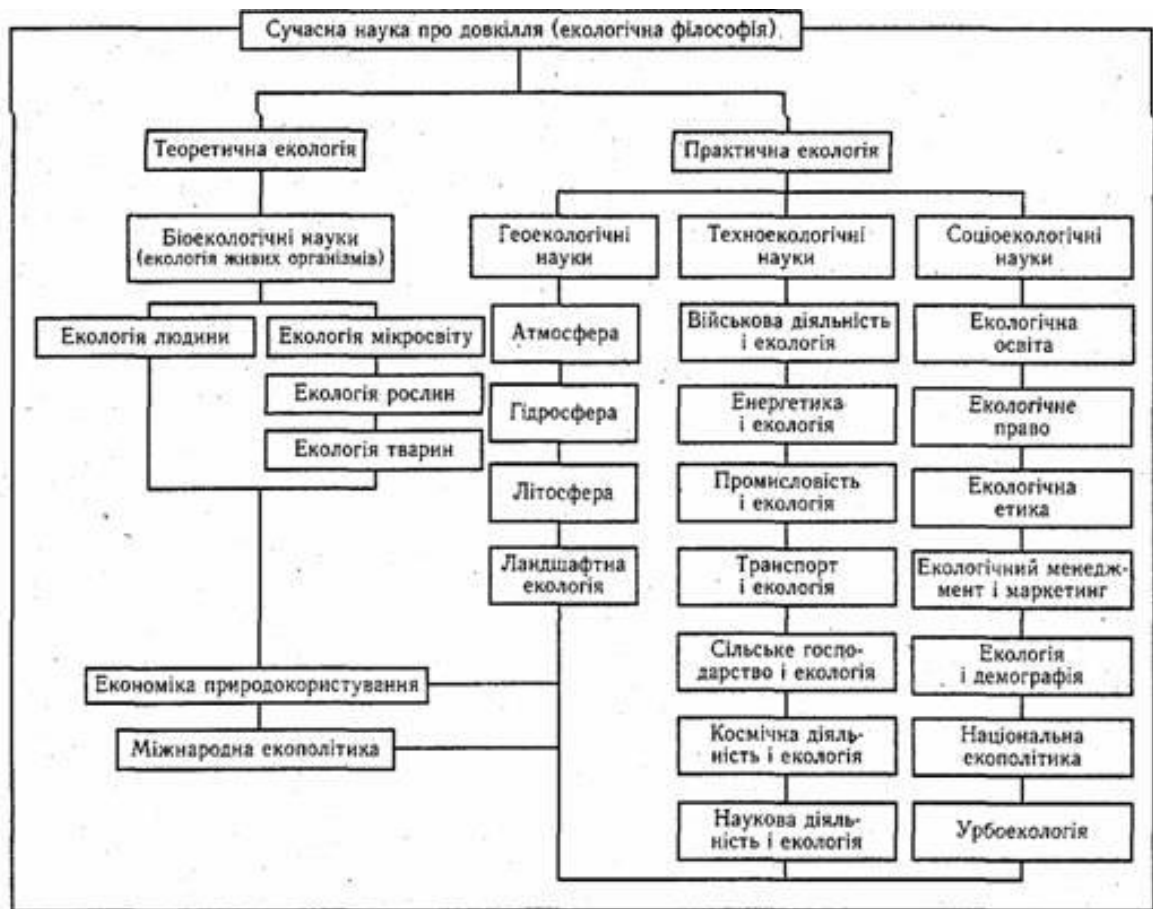 Сучасна наука про довкілля (екологічна філософія).
Теоретична екологія
Практична екологія
Біоекологічні науки
(екологія живих організмів)
Геоекологічні
науки
Техноекологічні
науки
Соціоекологічні
науки
Екологія людини
Екологія мікросвіту
Екологія рослин
Екологія тварин
Атмосфера
Гідросфера
Літосфера
Ландшафтна
екологія
Військова діяльність
і екологія
Енергетика
і екологія
Промисловість
і екологія
Транспорт
і екологія
Сільське госпо-
дарство і екологія
Космічна діяль-
ність і екологія
Наукова діяль-
ність і екологія
Екологічна
освіта
Екологічне
право
Екологічна
етика
Екологічний менедж-
мент і маркетинг
Екологія
і демографія
Національна
екополітика
Урбоекологія
Економіка природокористування
Міжнародна екополітика